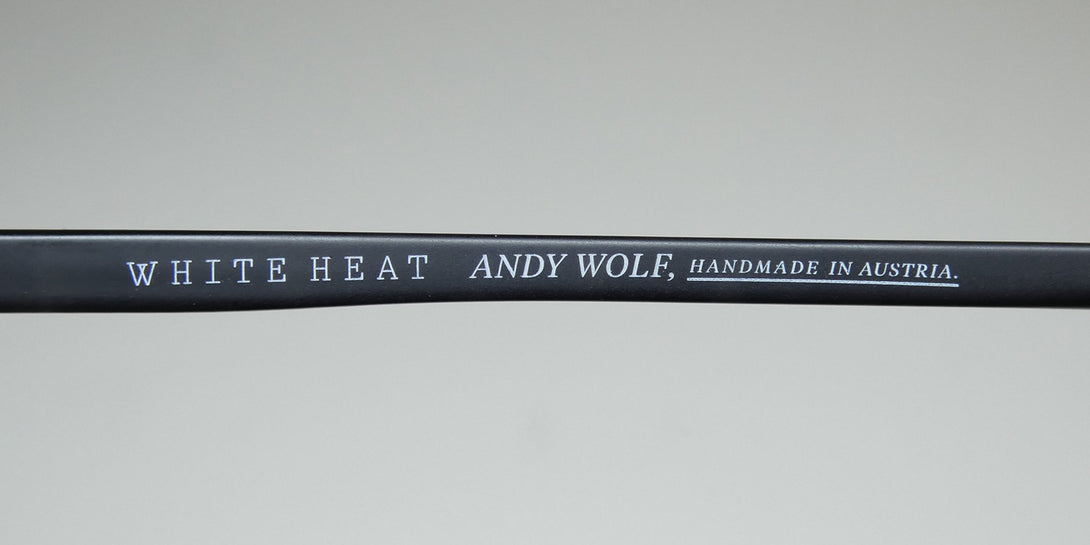 WHITE HEAT ANDY WOLF, HANDMADE IN AUSTRIA.